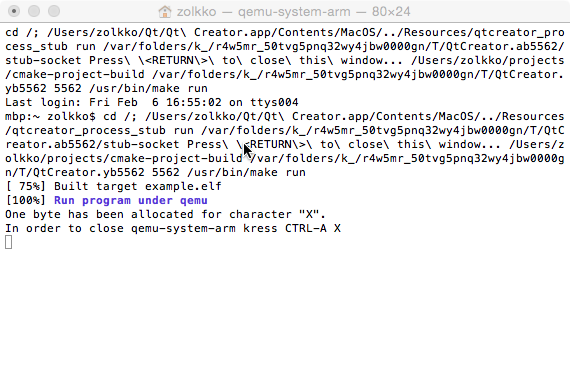 zolkko — qemu-system-arm — 80×24
cd /; /Users/zolkko/Qt/Qt\ Creator.app/Contents/MacOS/../Resources/qtcreator_pro
cess_stub run /var/folders/k_/r4w5mr_50tvg5pnq32wy4jbw0000gn/T/QtCreator.ab5562/
stub-socket Press\ \<RETURN\>\ to\ close\ this\ window... /Users/zolkko/projects
/cmake-project-build /var/folders/k_/r4w5mr_50tvg5pnq32wy4jbw0000gn/T/QtCreator.
yb5562 5562 /usr/bin/make run
Last login: Fri Feb  6 16:55:02 on ttys004
mbp:~ zolkko$ cd /; /Users/zolkko/Qt/Qt\ Creator.app/Contents/MacOS/../Resources
/qtcreator_process_stub run /var/folders/k_/r4w5mr_50tvg5pnq32wy4jbw0000gn/T/QtC
reator.ab5562/stub-socket Press\ \<RETURN\>\ to\ close\ this\ window... /Users/z
olkko/projects/cmake-project-build /var/folders/k_/r4w5mr_50tvg5pnq32wy4jbw0000g
n/T/QtCreator.yb5562 5562 /usr/bin/make run
[ 75%] Built target example.elf
[100%] Run program under qemu
One byte has been allocated for character "X".
In order to close qemu-system-arm kress CTRL-A X